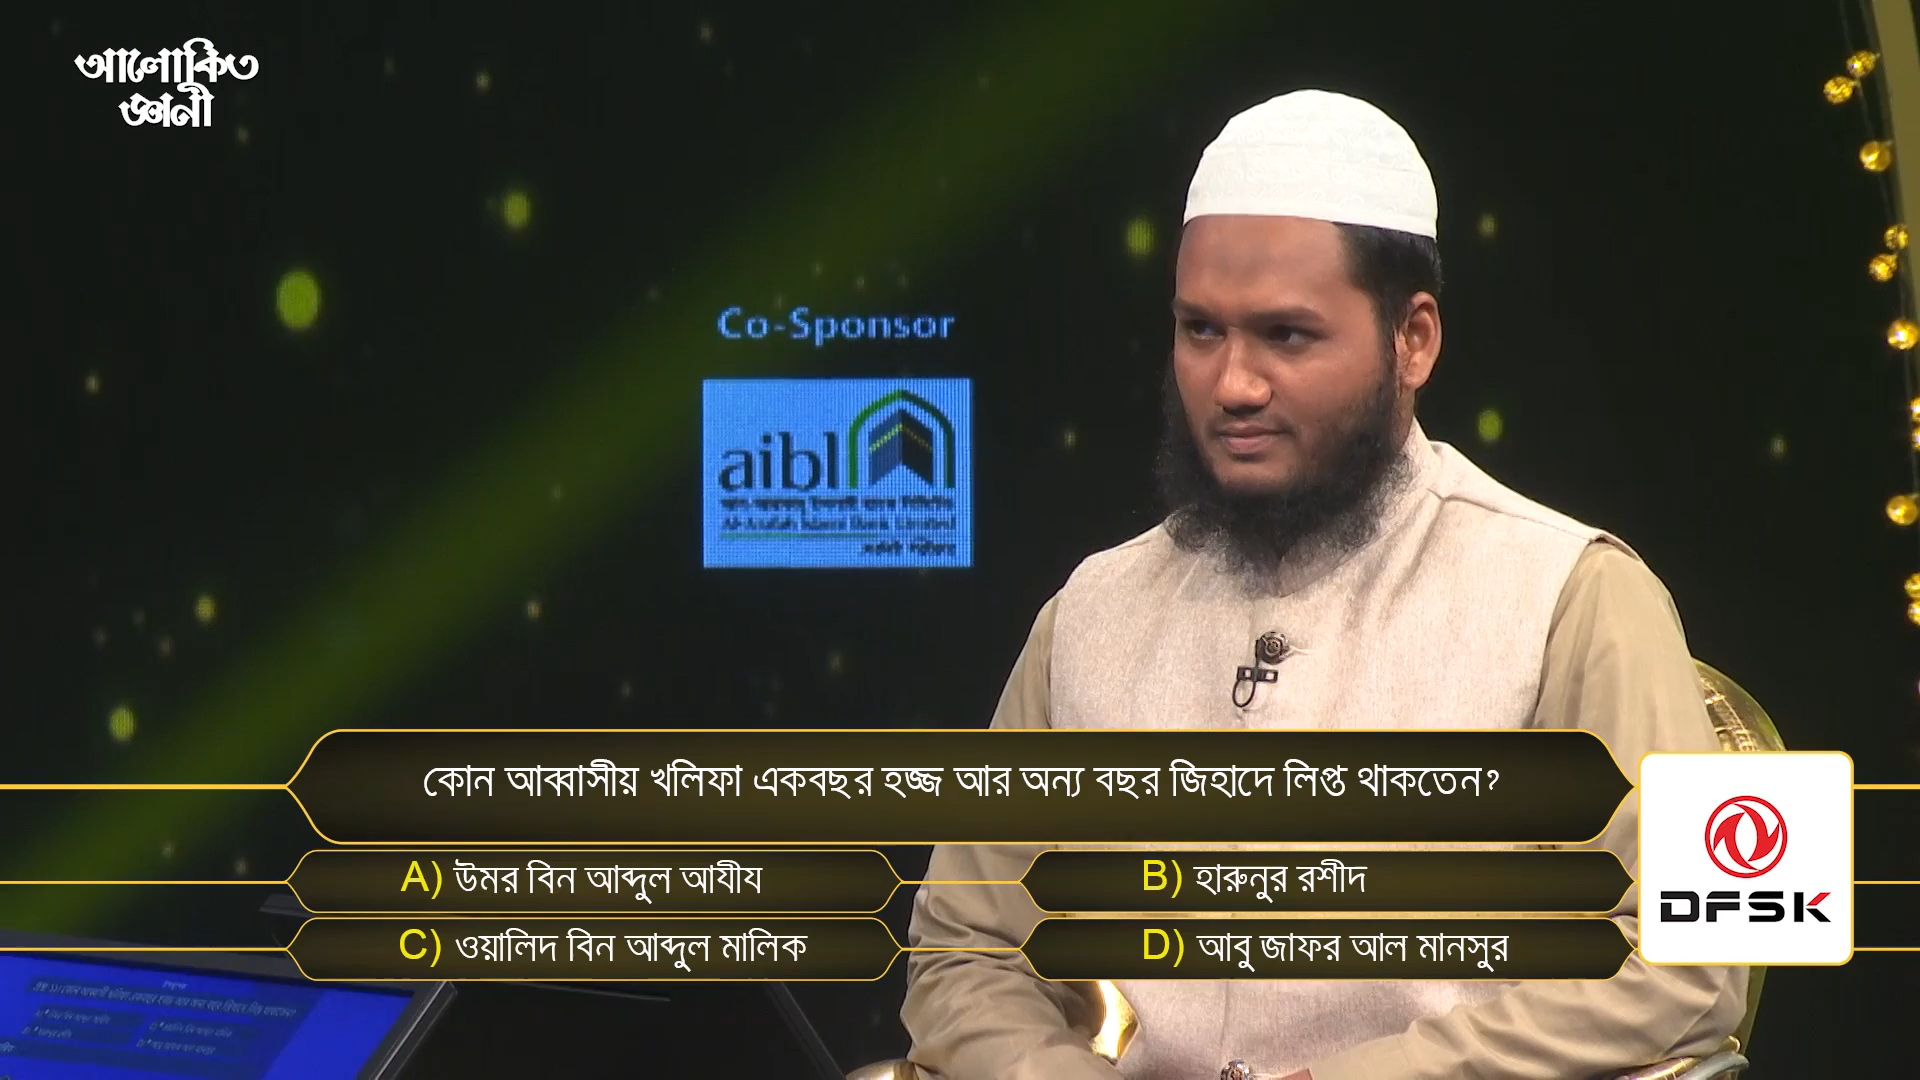 আলোকিত
জ্ঞানী
Co-Sponsor
aibl
কোন আব্বাসীয় খলিফা একবছর হজ্জ আর অন্য বছর জিহাদে লিপ্ত থাকতেন?
A) উমর বিন আব্দুল আযীয
B) হারুনুর রশীদ
C) ওয়ালিদ বিন আব্দুল মালিক
D) আবু জাফর আল মানসুর
DFSK